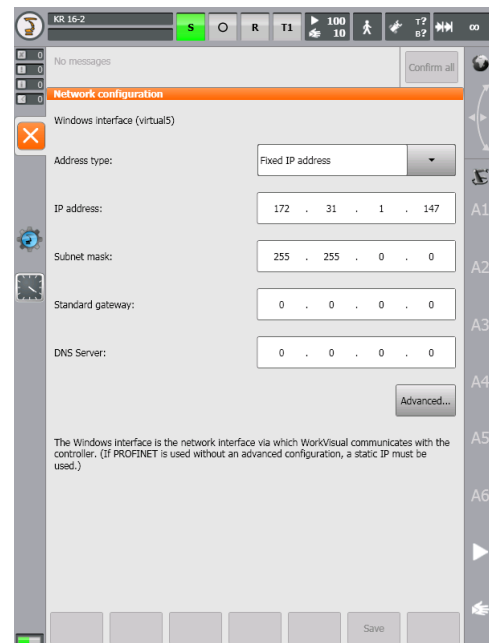 KR 16-2
S O R T1 100 10 T? B? ∞
0
0
0
0
No messages
Confirm all
Network configuration
Windows interface (virtual5)
Address type: Fixed IP address
IP address: 172 . 31 . 1 . 147
Subnet mask: 255 . 255 . 0 . 0
Standard gateway: 0 . 0 . 0 . 0
DNS Server: 0 . 0 . 0 . 0
Advanced...
The Windows interface is the network interface via which WorkVisual communicates with the
controller. (If PROFINET is used without an advanced configuration, a static IP must be
used.)
Save
A1
A2
A3
A4
A5
A6